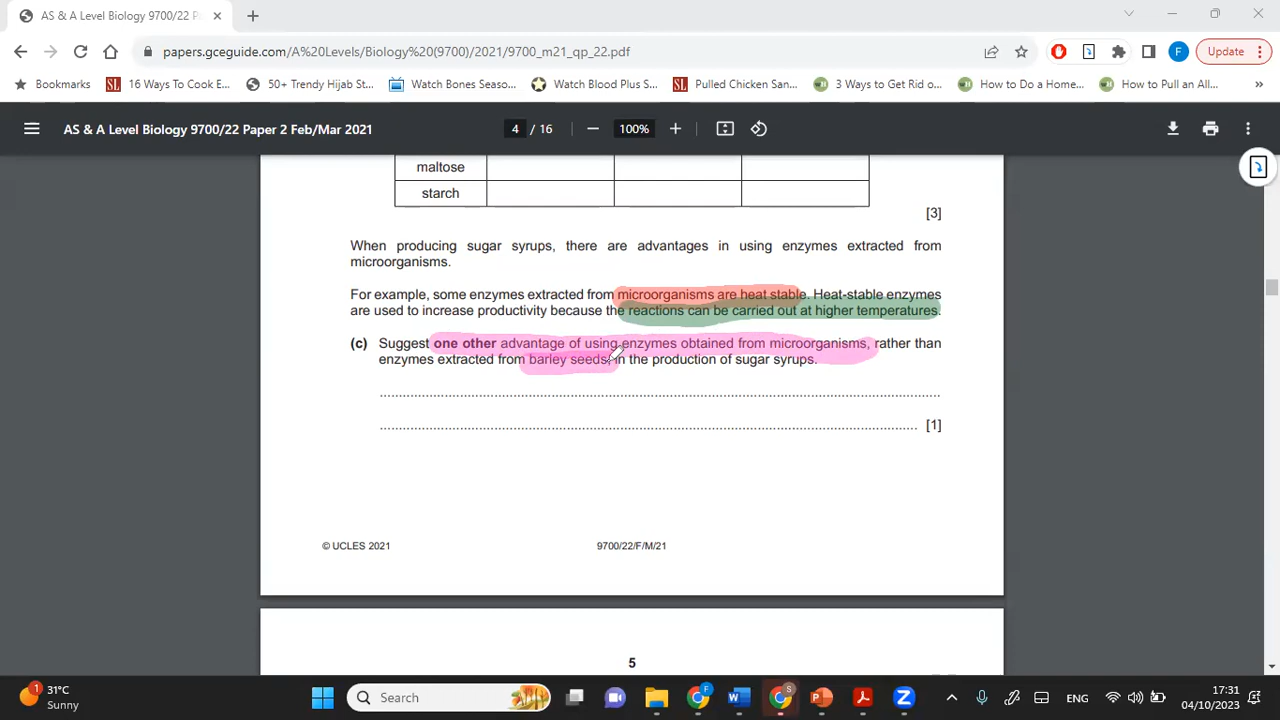 AS & A Level Biology 9700/22 P
papers.gceguide.com/A%20Levels/Biology%20(9700)/2021/9700_m21_qp_22.pdf
F
Update
Bookmarks
SL 16 Ways To Cook E...
50+ Trendy Hijab St...
Watch Bones Seaso...
Watch Blood Plus S...
SL Pulled Chicken San...
3 Ways to Get Rid o...
How to Do a Home...
How to Pull an All...
»
AS & A Level Biology 9700/22 Paper 2 Feb/Mar 2021
4 / 16
100%
maltose
starch
[3]
When producing sugar syrups, there are advantages in using enzymes extracted from
microorganisms.
For example, some enzymes extracted from microorganisms are heat stable. Heat-stable enzymes
are used to increase productivity because the reactions can be carried out at higher temperatures.
(c) Suggest one other advantage of using enzymes obtained from microorganisms, rather than
enzymes extracted from barley seeds, in the production of sugar syrups.
[1]
© UCLES 2021
9700/22/F/M/21
5
1
31°C
Sunny
Search
F
S
ENG
17:31
04/10/2023